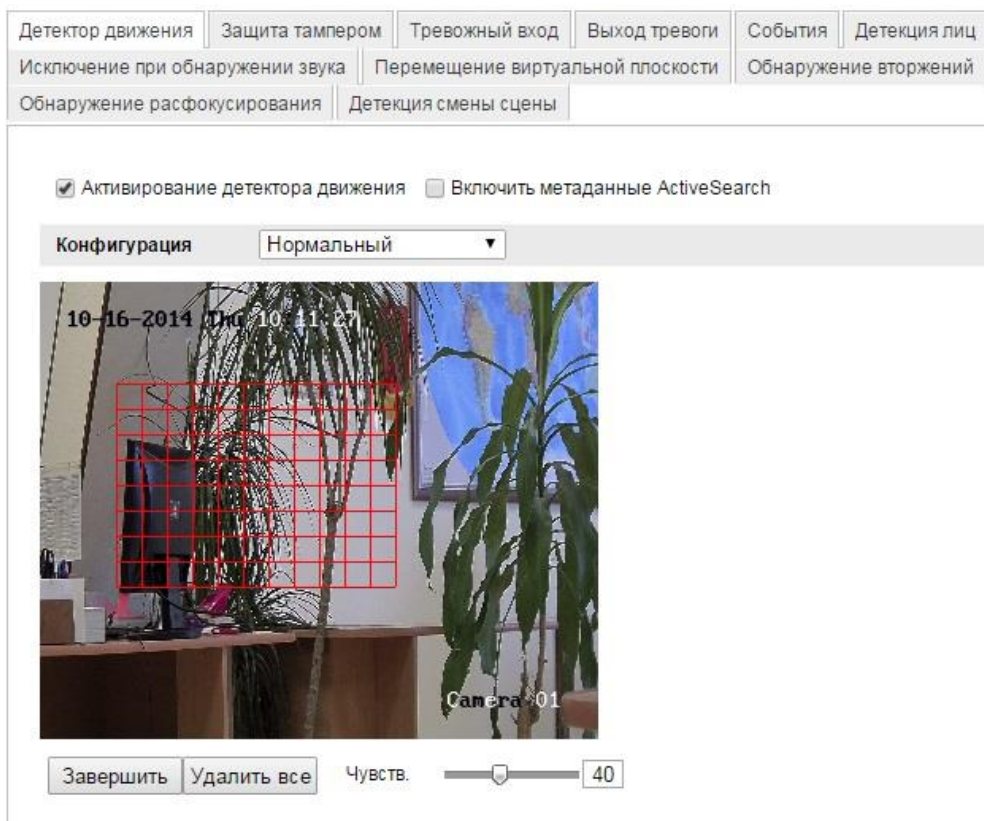 Детектор движения Защита тампером Тревожный вход Выход тревоги События Детекция лиц
Исключение при обнаружении звука Перемещение виртуальной плоскости Обнаружение вторжений
Обнаружение расфокусирования Детекция смены сцены
Активирование детектора движения Включить метаданные ActiveSearch
Конфигурация Нормальный
10-16-2014 Thu 10:41:27
Camera 01
Завершить Удалить все Чувств. 40